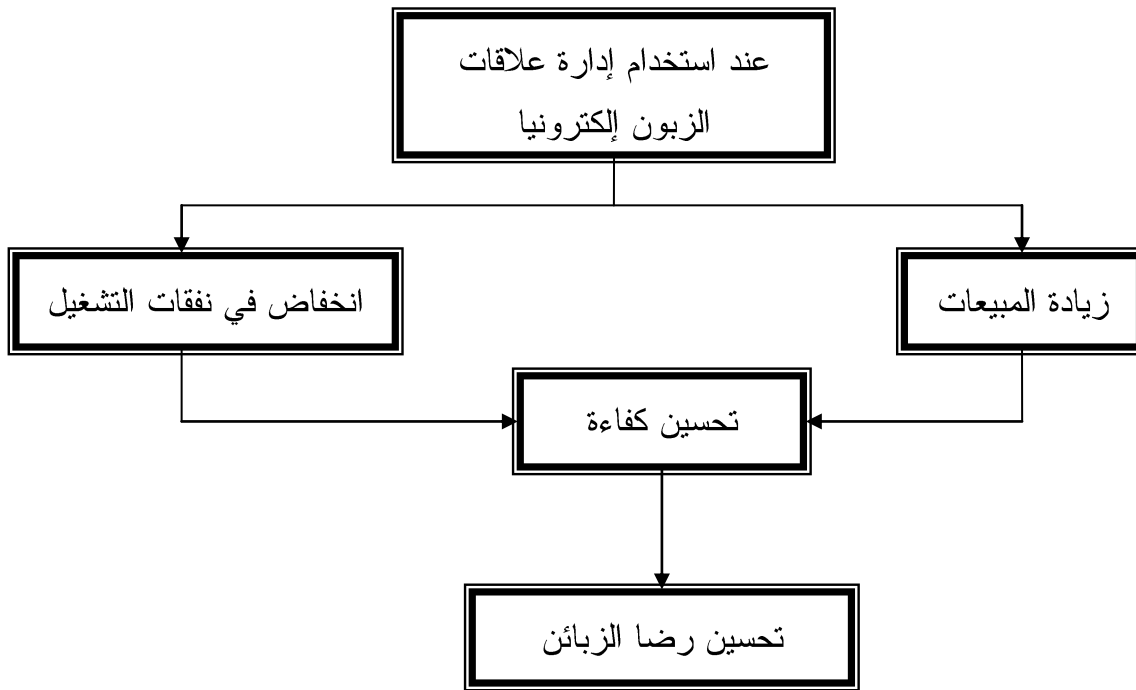 عند استخدام إدارة علاقات
الزبون إلكترونيا
زيادة المبيعات
انخفاض في نفقات التشغيل
تحسين كفاءة
تحسين رضا الزبائن